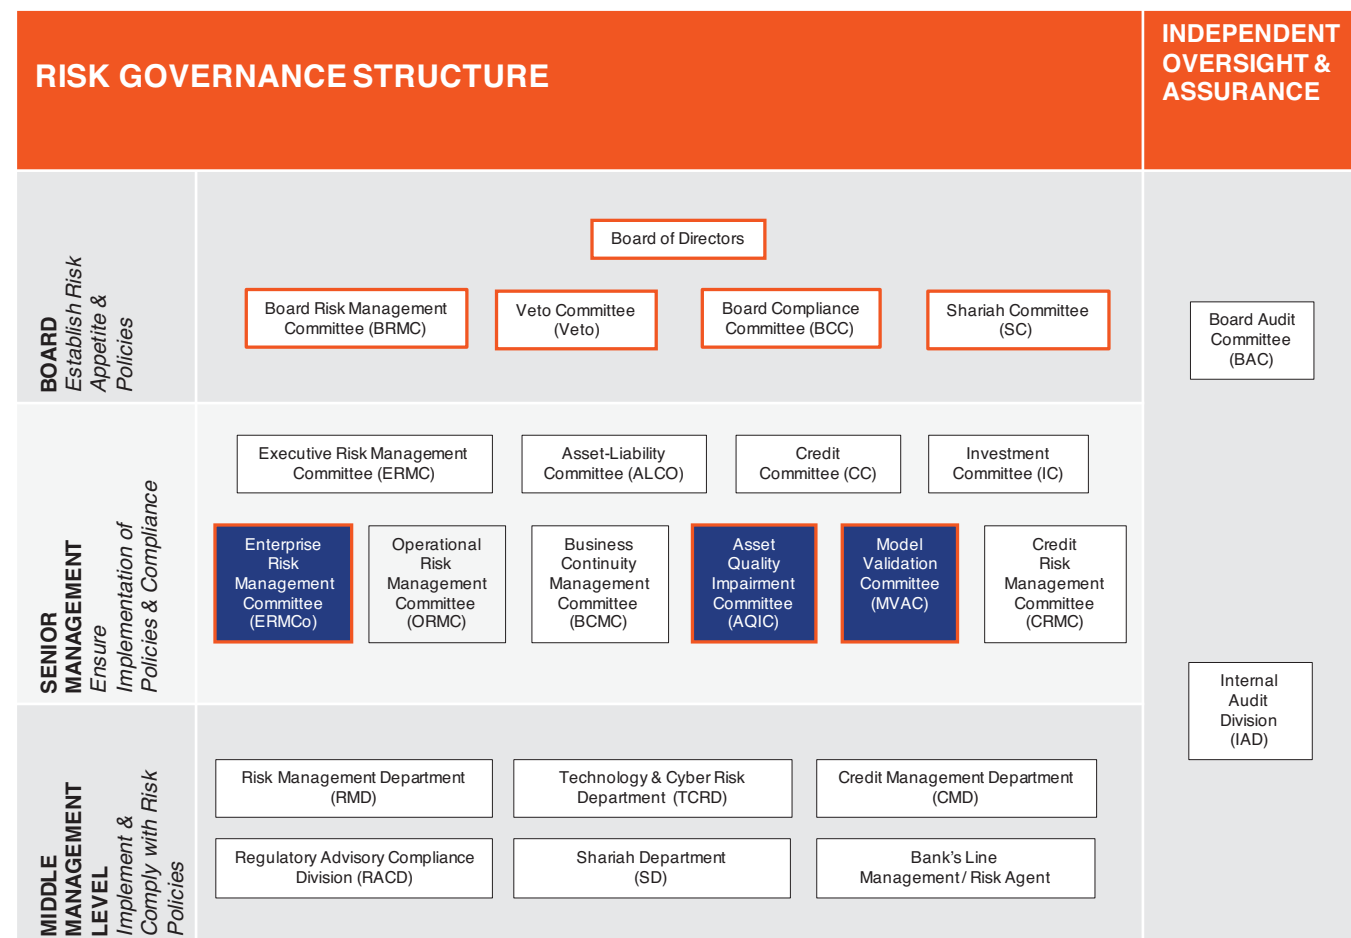 RISK GOVERNANCE STRUCTURE
INDEPENDENT
OVERSIGHT &
ASSURANCE
BOARD
Establish Risk
Appetite &
Policies
Board of Directors
Board Risk Management
Committee (BRMC)
Veto Committee
(Veto)
Board Compliance
Committee (BCC)
Shariah Committee
(SC)
Board Audit
Committee
(BAC)
SENIOR
MANAGEMENT
Ensure
Implementation of
Policies & Compliance
Executive Risk Management
Committee (ERMC)
Asset-Liability
Committee (ALCO)
Credit
Committee (CC)
Investment
Committee (IC)
Enterprise
Risk
Management
Committee
(ERMCo)
Operational
Risk
Management
Committee
(ORMC)
Business
Continuity
Management
Committee
(BCMC)
Asset
Quality
Impairment
Committee
(AQIC)
Model
Validation
Committee
(MVAC)
Credit
Risk
Management
Committee
(CRMC)
Internal
Audit
Division
(IAD)
MIDDLE
MANAGEMENT
LEVEL
Implement &
Comply with Risk
Policies
Risk Management Department
(RMD)
Technology & Cyber Risk
Department (TCRD)
Credit Management Department
(CMD)
Regulatory Advisory Compliance
Division (RACD)
Shariah Department
(SD)
Bank's Line
Management / Risk Agent